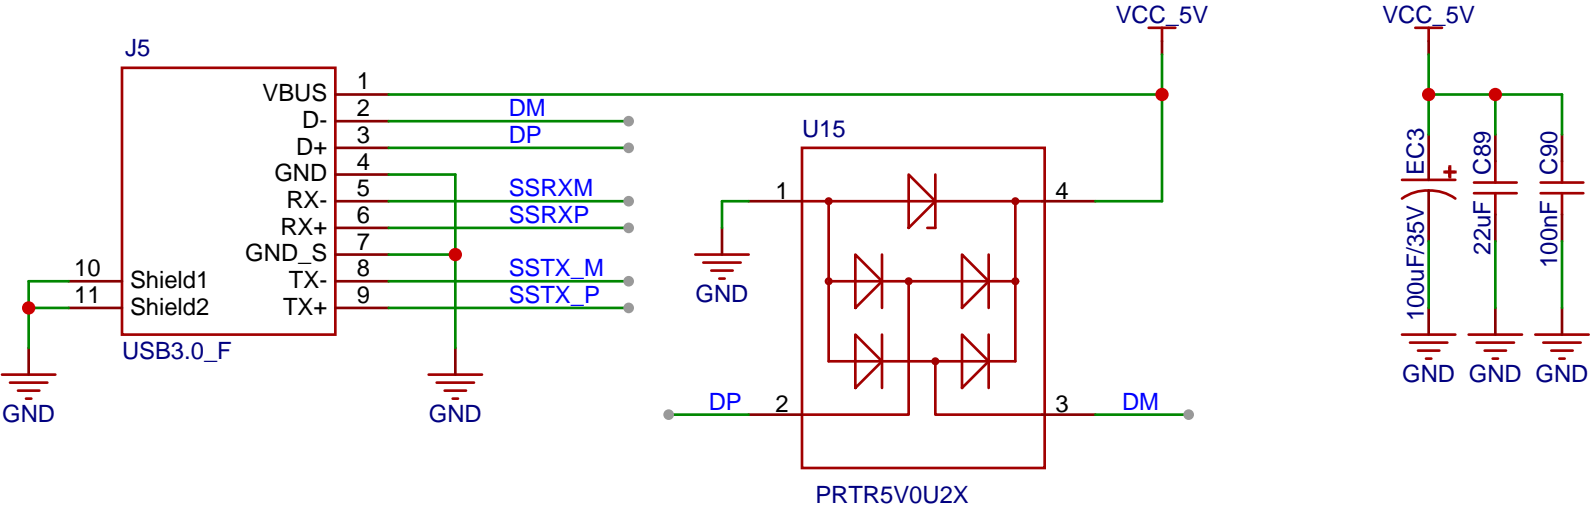 VCC_5V
VCC_5V
J5
VBUS 1
D- 2 DM
D+ 3 DP
GND 4
RX- 5 SSRXM
RX+ 6 SSRXP
GND_S 7
10 Shield1
TX- 8 SSTX_M
11 Shield2
TX+ 9 SSTX_P
USB3.0_F
GND
GND
U15
1
4
GND
DP 2
3 DM
PRTR5V0U2X
EC3
100uF/35V
+
C89
22uF
C90
100nF
GND
GND
GND